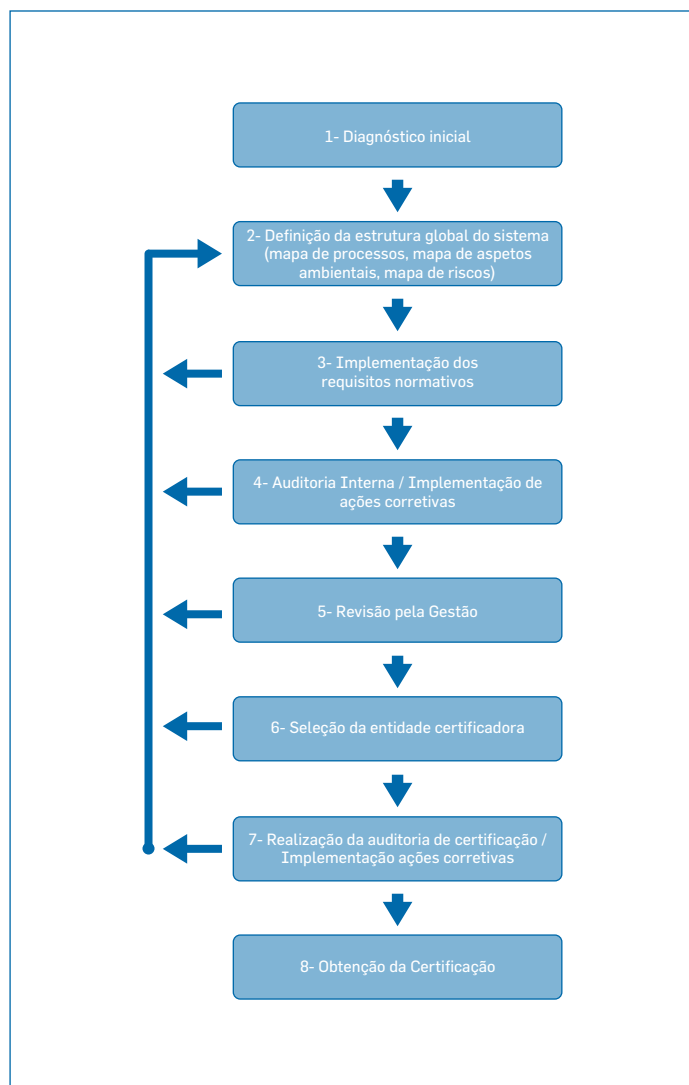 1- Diagnóstico inicial
2- Definição da estrutura global do sistema
(mapa de processos, mapa de aspetos
ambientais, mapa de riscos)
3- Implementação dos
requisitos normativos
4- Auditoria Interna / Implementação de
ações corretivas
5- Revisão pela Gestão
6- Seleção da entidade certificadora
7- Realização da auditoria de certificação /
Implementação ações corretivas
8- Obtenção da Certificação